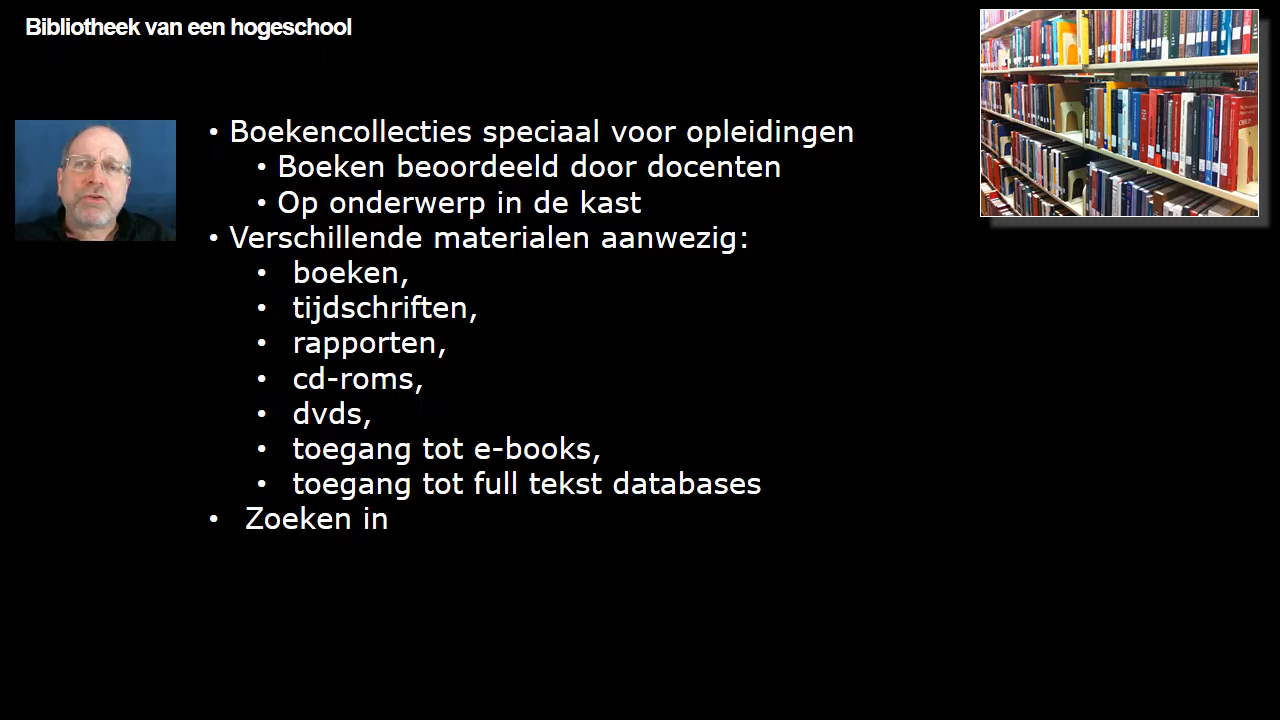 Bibliotheek van een hogeschool
• Boekencollecties speciaal voor opleidingen
• Boeken beoordeeld door docenten
• Op onderwerp in de kast
• Verschillende materialen aanwezig:
• boeken,
• tijdschriften,
• rapporten,
• cd-roms,
• dvds,
• toegang tot e-books,
• toegang tot full tekst databases
• Zoeken in